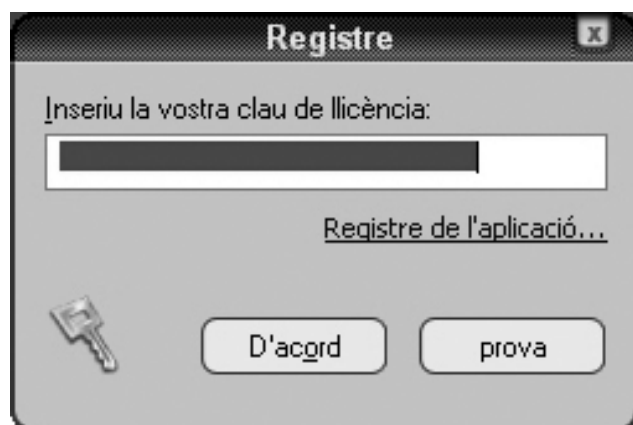 Registre
x
Inseriu la vostra clau de llicència:
Registre de l'aplicació...
D'acord
prova